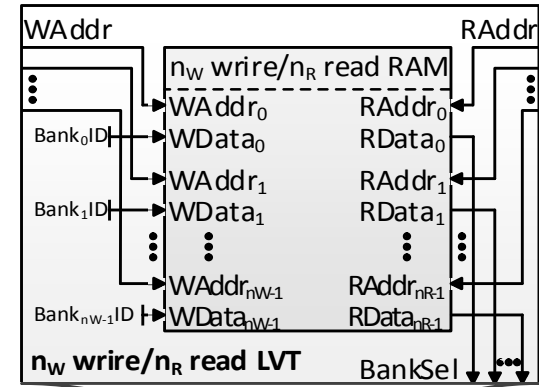 WAddr RAddr
n_W wrire/n_R read RAM
WAddr_0 RAddr_0
Bank_0ID WData_0 RData_0
WAddr_1 RAddr_1
Bank_1ID WData_1 RData_1
WAddr_nW-1 RAddr_nR-1
Bank_nW-1ID WData_nW-1 RData_nR-1
n_W wrire/n_R read LVT BankSel